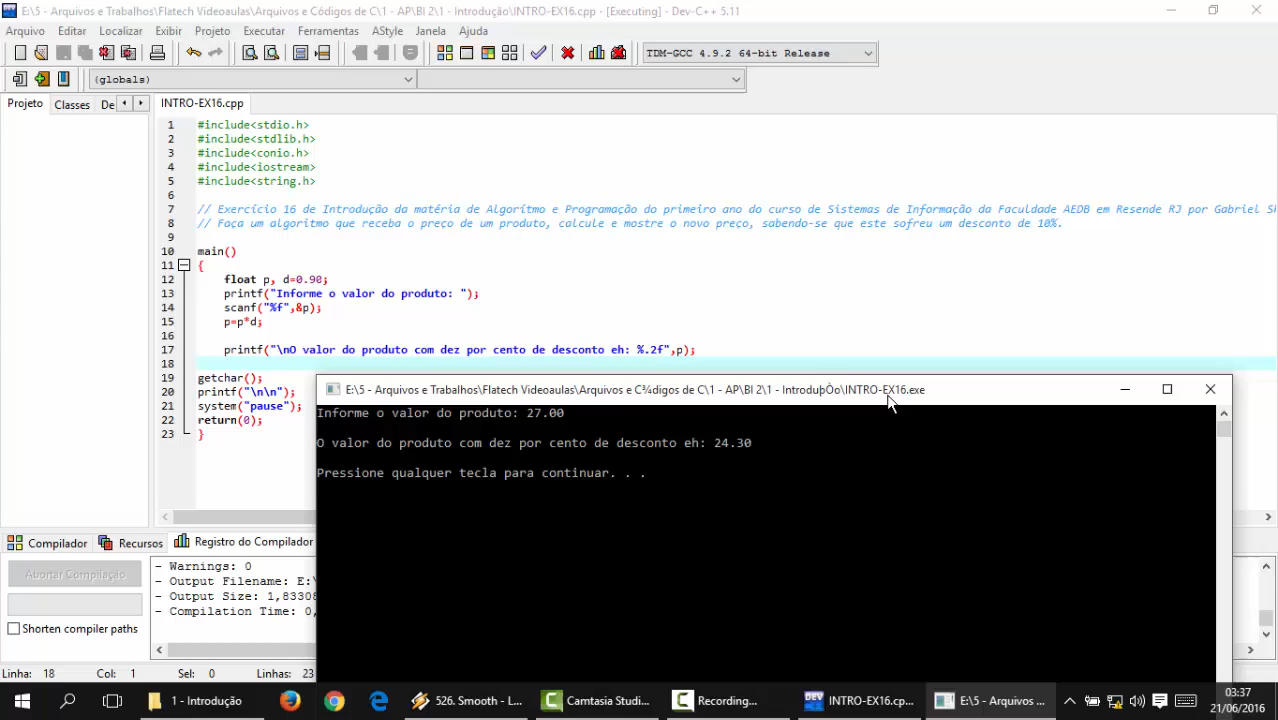 E:\5 - Arquivos e Trabalhos\Flatech Videoaulas\Arquivos e Códigos de C\1 - AP\BI 2\1 - Introdução\INTRO-EX16.cpp - [Executing] - Dev-C++ 5.11
Arquivo Editar Localizar Exibir Projeto Executar Ferramentas AStyle Janela Ajuda
TDM-GCC 4.9.2 64-bit Release
(globals)
Projeto Classes De INTRO-EX16.cpp
1 #include<stdio.h>
2 #include<stdlib.h>
3 #include<conio.h>
4 #include<iostream>
5 #include<string.h>
6
7 // Exercício 16 de Introdução da matéria de Algorítmo e Programação do primeiro ano do curso de Sistemas de Informação da Faculdade AEDB em Resende RJ por Gabriel
8 // Faça um algoritmo que receba o preço de um produto, calcule e mostre o novo preço, sabendo-se que este sofreu um desconto de 10%.
9
10 main()
11 {
12 float p, d=0.90;
13 printf("Informe o valor do produto: ");
14 scanf("%f",&p);
15 p=p*d;
16
17 printf("\nO valor do produto com dez por cento de desconto eh: %.2f",p);
18
19 getchar();
20 printf("\n\n");
21 system("pause");
22 return(0);
23 }
E:\5 - Arquivos e Trabalhos\Flatech Videoaulas\Arquivos e C¾digos de C\1 - AP\BI 2\1 - IntroduþÒo\INTRO-EX16.exe
Informe o valor do produto: 27.00
O valor do produto com dez por cento de desconto eh: 24.30
Pressione qualquer tecla para continuar. . .
Compilador Recursos Registro do Compilador
Abortar Compilação
Shorten compiler paths
- Warnings: 0
- Output Filename: E:\
- Output Size: 1,83308
- Compilation Time: 0,
Linha: 18 Col: 1 Sel: 0 Linhas: 23
1 - Introdução
526. Smooth - L...
Camtasia Studi...
Recording...
INTRO-EX16.cp...
E:\5 - Arquivos ...
03:37
21/06/2016